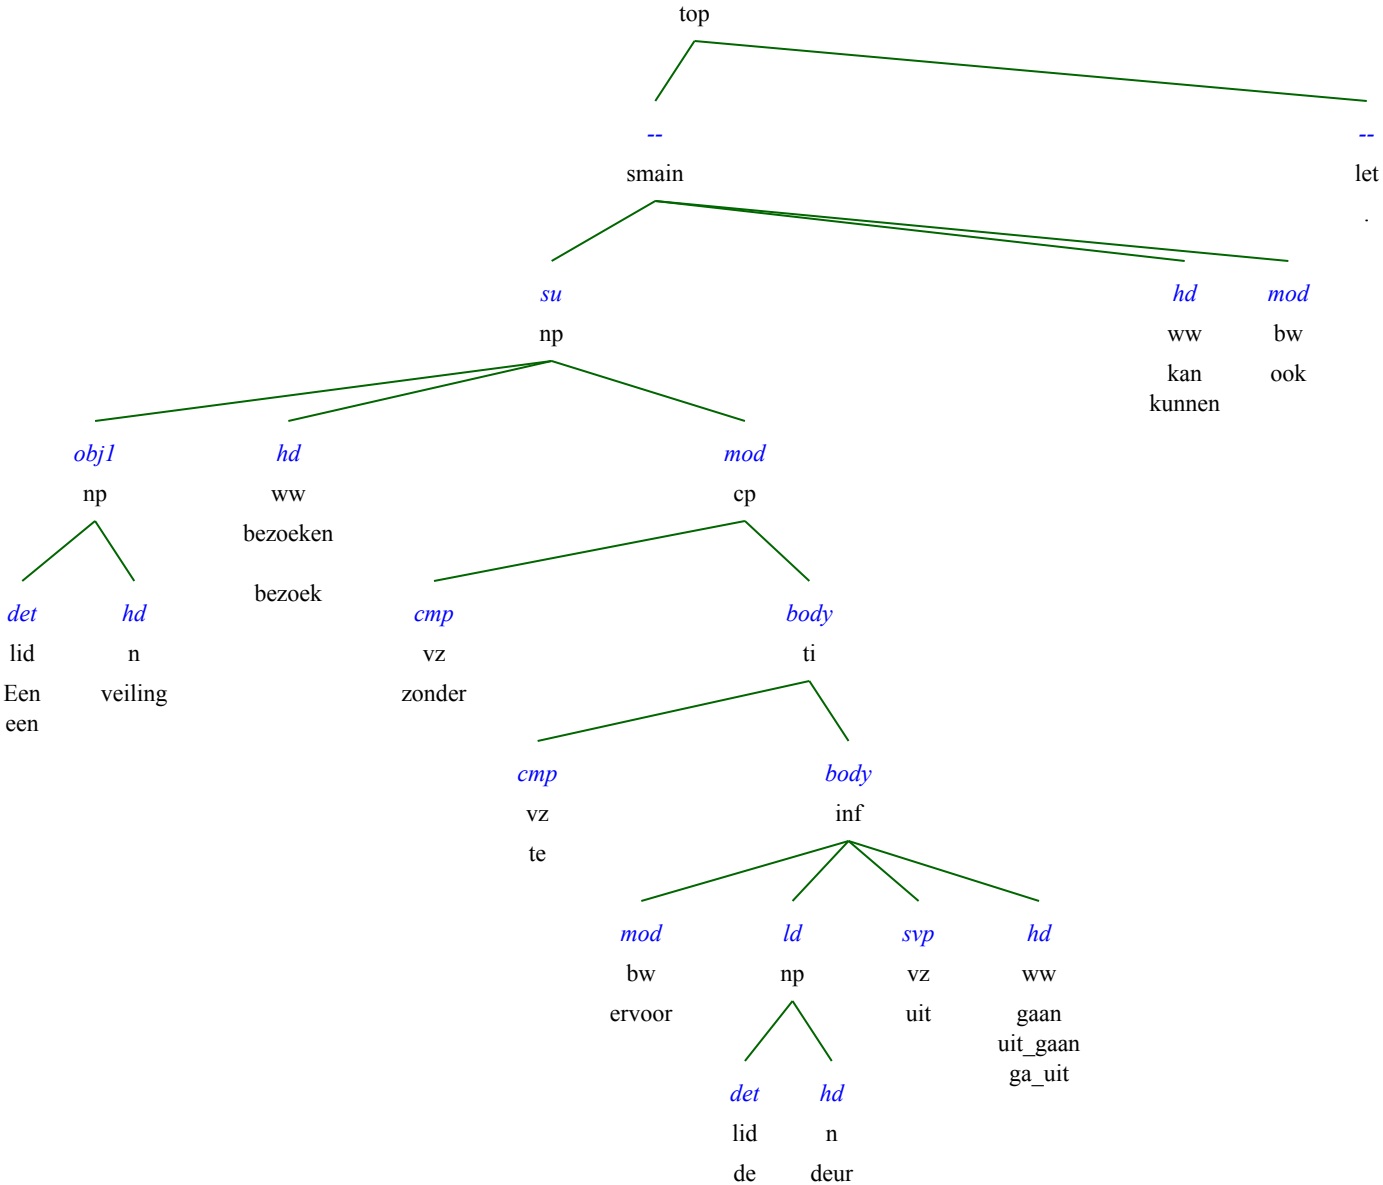 top
-- --
smain let
.
su hd mod
np ww bw
kan ook
kunnen
obj1 hd mod
np ww cp
bezoeken
bezoek
det hd cmp body
lid n vz ti
Een veiling zonder
een
cmp body
vz inf
te
mod ld svp hd
bw np vz ww
ervoor uit gaan
uit_gaan
ga_uit
det hd
lid n
de deur